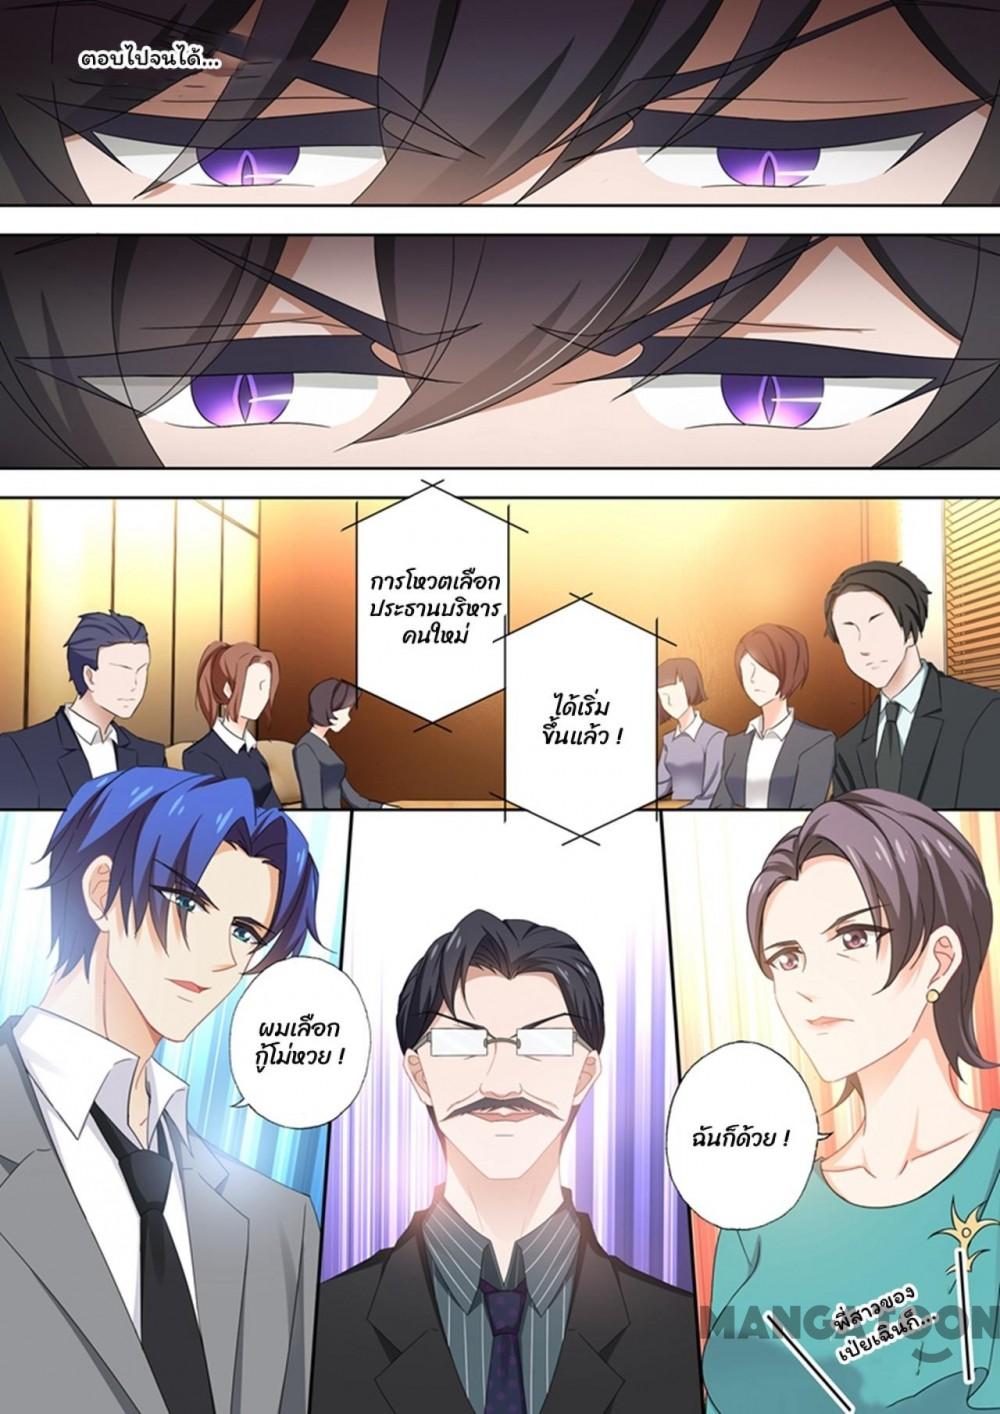 ตอบไปจนได้...
การโหวตเลือก
ประธานบริหาร
คนใหม่
ได้เริ่ม
ขึ้นแล้ว !
ผมเลือก
กู้โม่หวย !
ฉันก็ด้วย !
พี่สาวของ
เป่ยเฉินก็...
MANGATOON